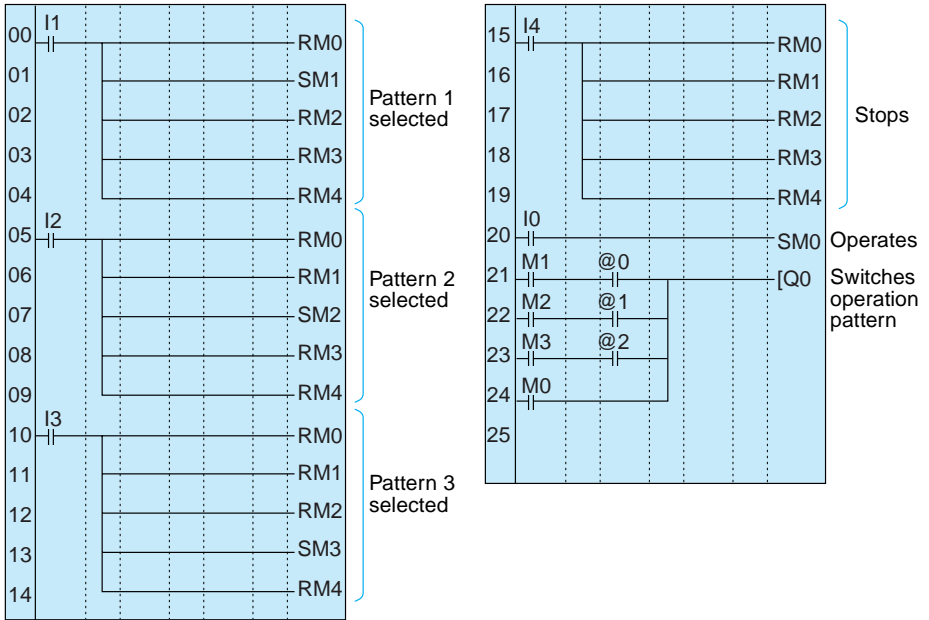 I1
00 RM0
01 SM1
02 RM2
03 RM3
04 RM4
Pattern 1
selected
I2
05 RM0
06 RM1
07 SM2
08 RM3
09 RM4
Pattern 2
selected
I3
10 RM0
11 RM1
12 RM2
13 SM3
14 RM4
Pattern 3
selected
I4
15 RM0
16 RM1
17 RM2
18 RM3
19 RM4
Stops
I0
20 SM0 Operates
M1 @0
21 [Q0
M2 @1
22
M3 @2
23
M0
24
25
Switches
operation
pattern